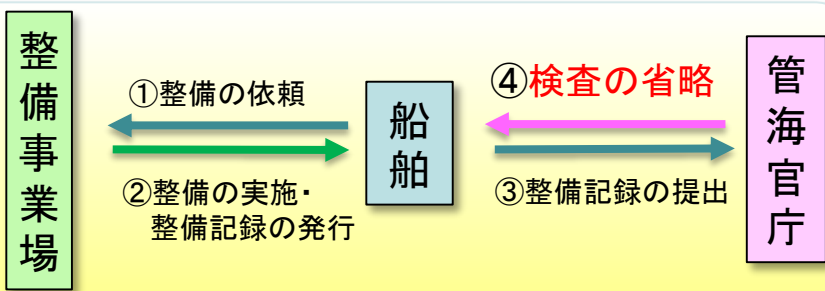 整備事業場
①整備の依頼
②整備の実施・
整備記録の発行
船舶
④検査の省略
③整備記録の提出
管海官庁